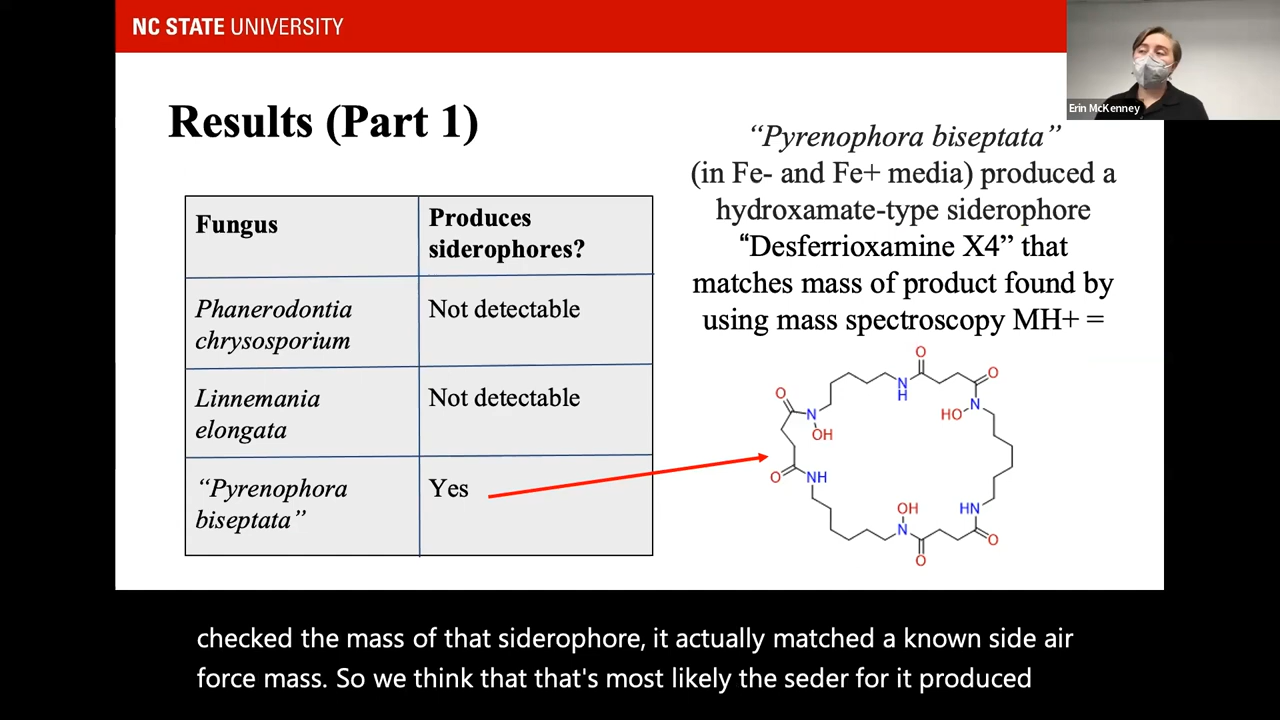 NC STATE UNIVERSITY
Erin McKenney
Results (Part 1)
Fungus
Produces
siderophores?
Phanerodontia
chrysosporium
Not detectable
Linnemania
elongata
Not detectable
“Pyrenophora
biseptata”
Yes
“Pyrenophora biseptata”
(in Fe- and Fe+ media) produced a
hydroxamate-type siderophore
“Desferrioxamine X4” that
matches mass of product found by
using mass spectroscopy MH+ =
O
O
N
H
N
HO
O
N
OH
O
NH
OH
N
O
HN
O
checked the mass of that siderophore, it actually matched a known side air
force mass. So we think that that's most likely the seder for it produced